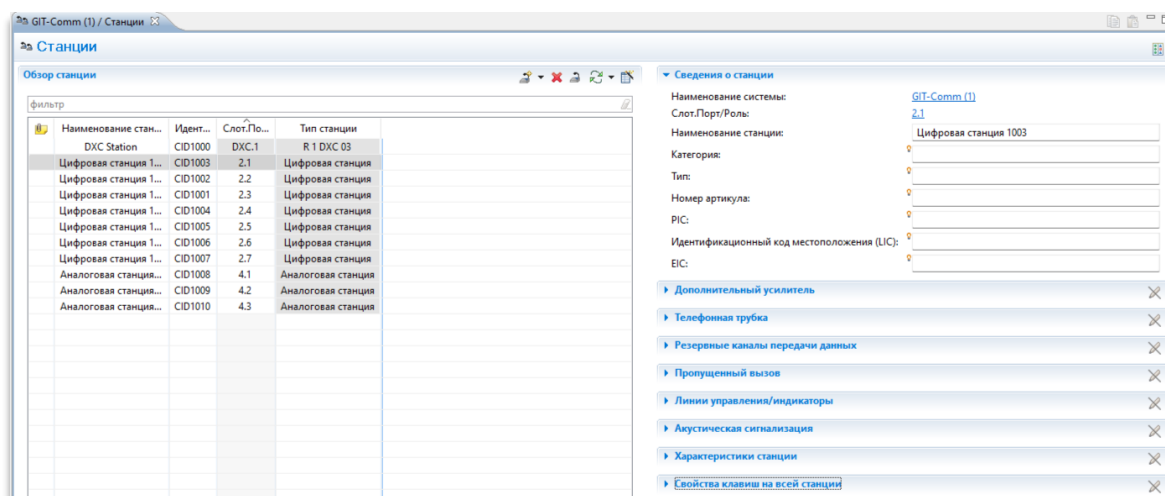 GIT-Comm (1) / Станции
Станции
Обзор станции
фильтр
Наименование стан... Идент... Слот.По... Тип станции
DXC Station CID1000 DXC.1 R 1 DXC 03
Цифровая станция 1... CID1003 2.1 Цифровая станция
Цифровая станция 1... CID1002 2.2 Цифровая станция
Цифровая станция 1... CID1001 2.3 Цифровая станция
Цифровая станция 1... CID1004 2.4 Цифровая станция
Цифровая станция 1... CID1005 2.5 Цифровая станция
Цифровая станция 1... CID1006 2.6 Цифровая станция
Цифровая станция 1... CID1007 2.7 Цифровая станция
Аналоговая станция... CID1008 4.1 Аналоговая станция
Аналоговая станция... CID1009 4.2 Аналоговая станция
Аналоговая станция... CID1010 4.3 Аналоговая станция
Сведения о станции
Наименование системы: GIT-Comm (1)
Слот.Порт/Роль: 2.1
Наименование станции: Цифровая станция 1003
Категория:
Тип:
Номер артикула:
PIC:
Идентификационный код местоположения (LIC):
EIC:
Дополнительный усилитель
Телефонная трубка
Резервные каналы передачи данных
Пропущенный вызов
Линии управления/индикаторы
Акустическая сигнализация
Характеристики станции
Свойства клавиш на всей станции